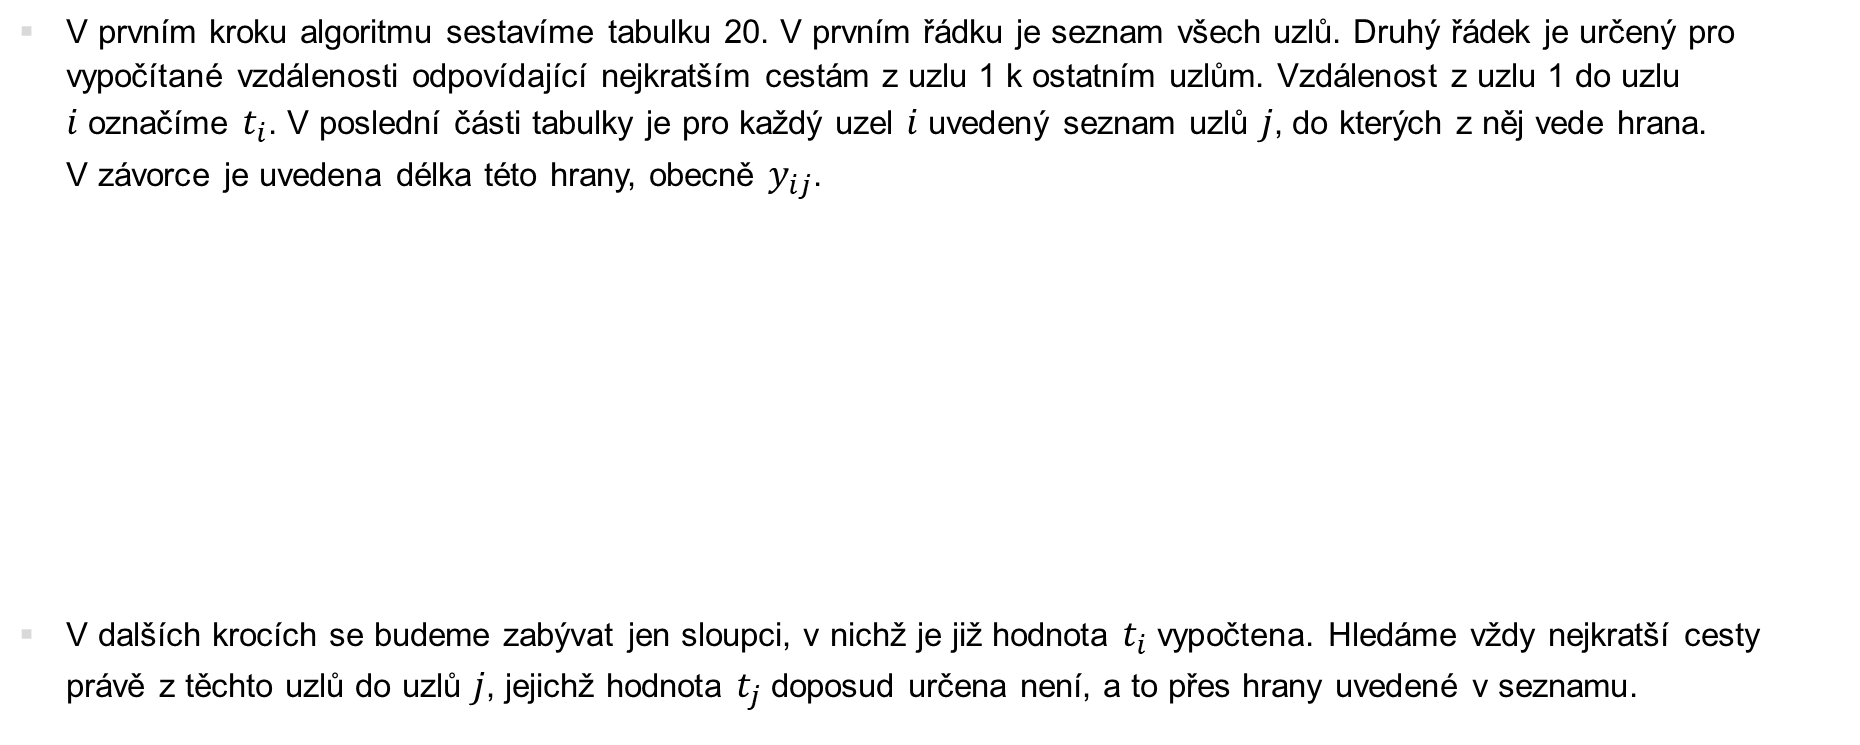 V prvním kroku algoritmu sestavíme tabulku 20. V prvním řádku je seznam všech uzlů. Druhý řádek je určený pro
vypočítané vzdálenosti odpovídající nejkratším cestám z uzlu 1 k ostatním uzlům. Vzdálenost z uzlu 1 do uzlu
i označíme t_i. V poslední části tabulky je pro každý uzel i uvedený seznam uzlů j, do kterých z něj vede hrana.
V závorce je uvedena délka této hrany, obecně y_ij.
V dalších krocích se budeme zabývat jen sloupci, v nichž je již hodnota t_i vypočtena. Hledáme vždy nejkratší cesty
právě z těchto uzlů do uzlů j, jejichž hodnota t_j doposud určena není, a to přes hrany uvedené v seznamu.